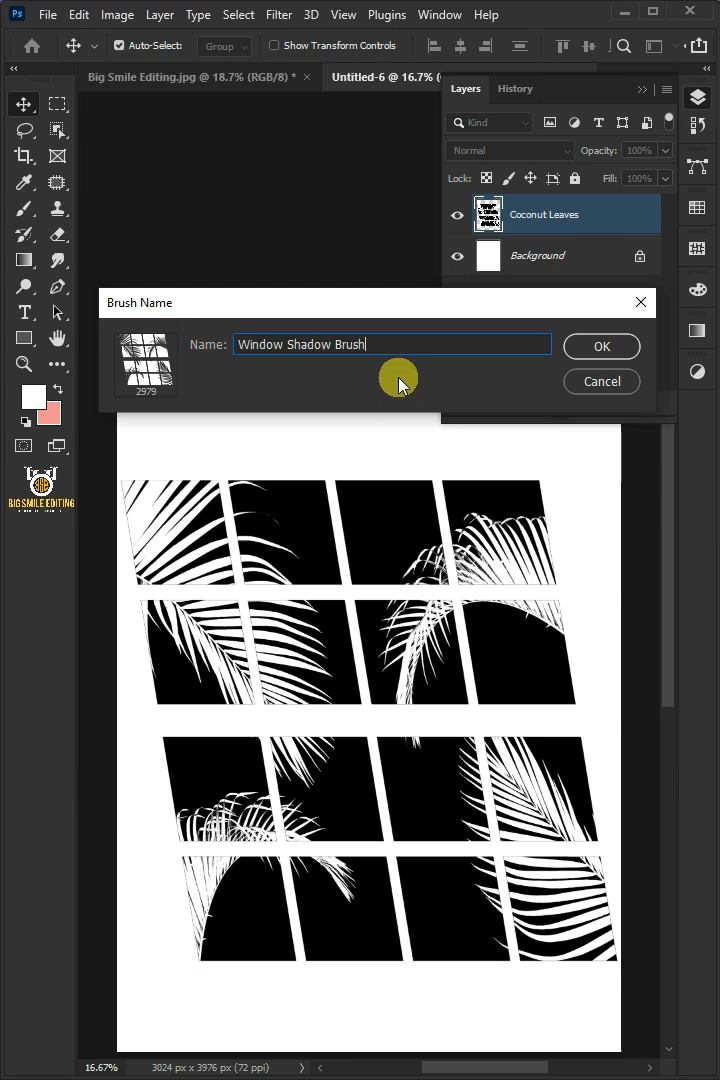 Ps File Edit Image Layer Type Select Filter 3D View Plugins Window Help
Auto-Select: Group Show Transform Controls
Big Smile Editing.jpg @ 18.7% (RGB/8) * × Untitled-6 @ 16.7% (
Layers History
Kind
Normal Opacity: 100%
Lock: Fill: 100%
Coconut Leaves
Background
Brush Name
Name: Window Shadow Brush OK
2979 Cancel
BIG SMILE EDITING
16.67% 3024 px x 3976 px (72 ppi)